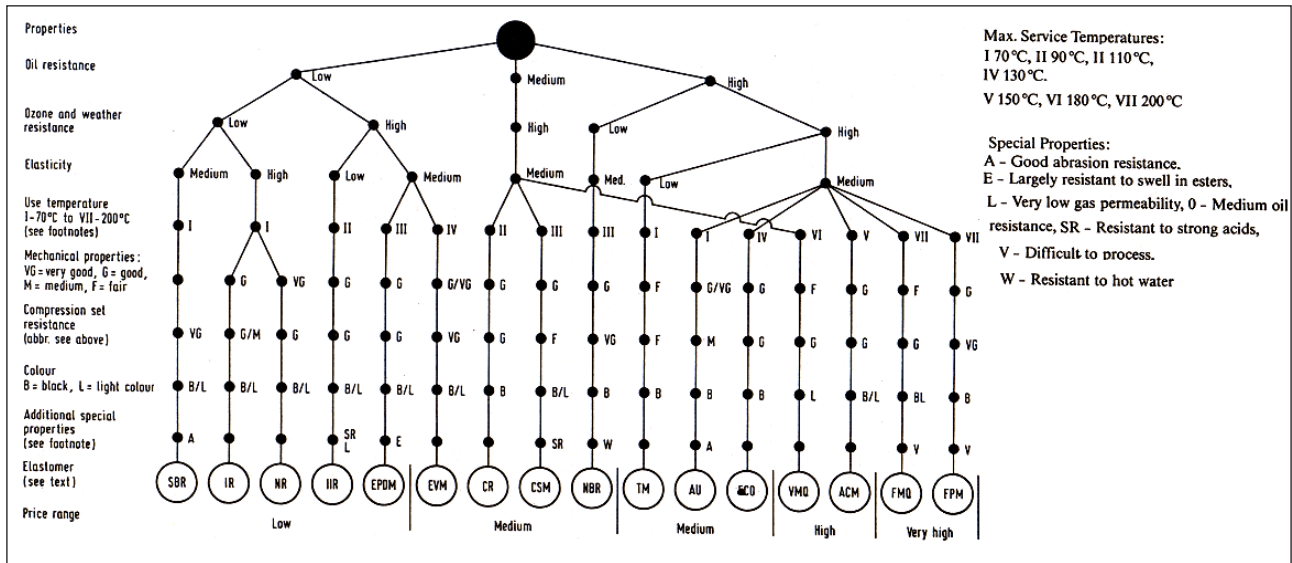 Properties
Oil resistance
Low
Medium
High
Ozone and weather
resistance
Low
High
High
Low
High
Elasticity
Medium
High
Low
Medium
Medium
Med.
Low
Medium
Use temperature
I-70°C to VII-200°C
(see footnotes)
I
I
II
III
IV
II
III
III
I
I
IV
VI
V
VII
VII
Mechanical properties :
VG=very good, G= good,
M= medium, F= fair
G
VG
G
G
G/VG
G
G
G
F
G/VG
G
F
G
F
G
Compression set
resistance
(abbr. see above)
VG
G/M
G
G
G
VG
G
F
VG
F
M
G
G
G
G
VG
Colour
B= black, L= light colour
B/L
B/L
B/L
B/L
B/L
B/L
B
B/L
B
B
B
B
L
B/L
BL
B
Additional special
properties
(see footnote)
A
SR
L
E
SR
W
A
V
V
Elastomer
(see text)
SBR
IR
NR
IIR
EPDM
EVM
CR
CSM
NBR
TM
AU
VMQ
ACM
FMQ
FPM
Price range
Low
Medium
Medium
High
Very high
Max. Service Temperatures:
I 70°C, II 90°C, II 110°C,
IV 130°C.
V 150°C, VI 180°C, VII 200°C
Special Properties:
A – Good abrasion resistance.
E – Largely resistant to swell in esters,
L – Very low gas permeability, 0 – Medium oil
resistance, SR – Resistant to strong acids,
V – Difficult to process.
W – Resistant to hot water